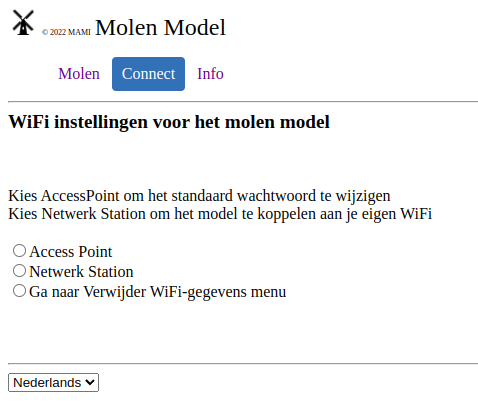 © 2022 MAMI Molen Model
Molen Connect Info
WiFi instellingen voor het molen model
Kies AccessPoint om het standaard wachtwoord te wijzigen
Kies Netwerk Station om het model te koppelen aan je eigen WiFi
Access Point
Netwerk Station
Ga naar Verwijder WiFi-gegevens menu
Nederlands